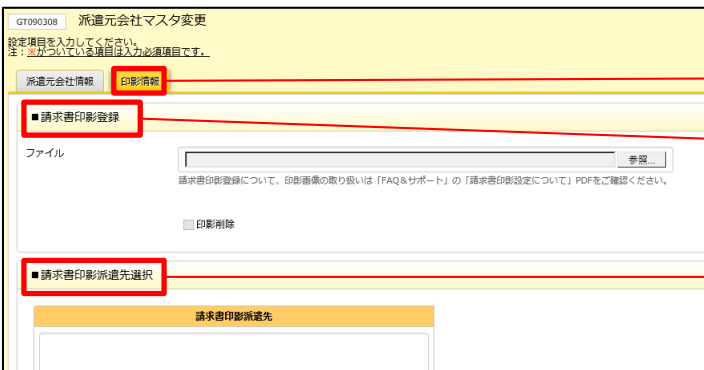 GT090308 派遣元会社マスタ変更
設定項目を入力してください。
注：※がついている項目は入力必須項目です。
派遣元会社情報 印影情報
■請求書印影登録
ファイル 参照...
請求書印影登録について、印影画像の取り扱いは「FAQ&サポート」の「請求書印影設定について」PDFをご確認ください。
印影削除
■請求書印影派遣先選択
請求書印影派遣先